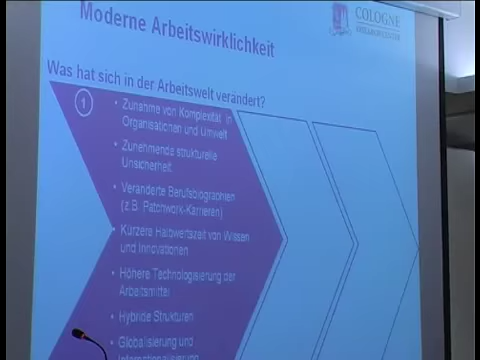 Moderne Arbeitswirklichkeit
COLOGNE
Was hat sich in der Arbeitswelt verändert?
1
• Zunahme von Komplexität in
Organisationen und Umwelt
• Zunehmende strukturelle
Unsicherheit
• Veränderte Berufsbiographien
(z.B. Patchwork-Karrieren)
• Kürzere Halbwertszeit von Wissen
und Innovationen
• Höhere Technologisierung der
Arbeitsmittel
• Hybride Strukturen
• Globalisierung und
Internationalisierung